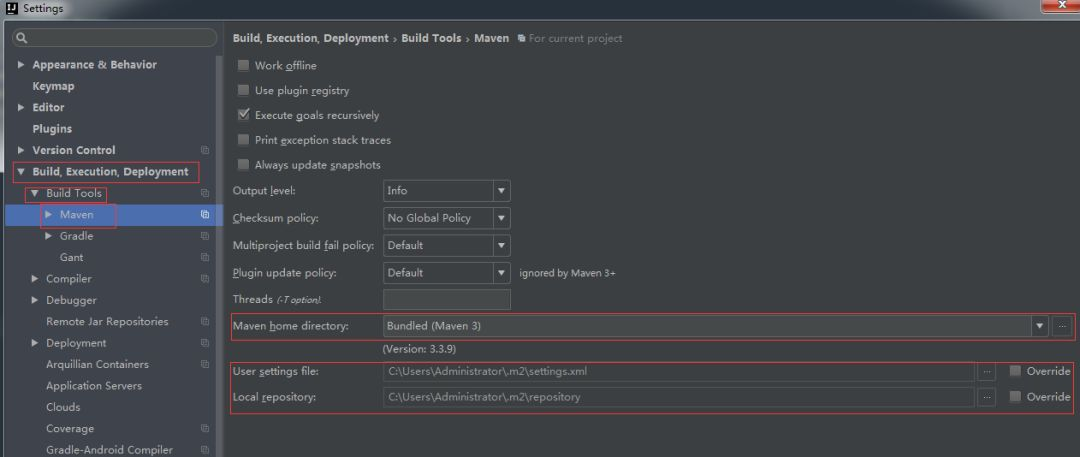 Settings
Build, Execution, Deployment › Build Tools › Maven For current project
Appearance & Behavior
Keymap
Editor
Plugins
Version Control
Build, Execution, Deployment
Build Tools
Maven
Gradle
Gant
Compiler
Debugger
Remote Jar Repositories
Deployment
Arquillian Containers
Application Servers
Clouds
Coverage
Gradle-Android Compiler
Work offline
Use plugin registry
Execute goals recursively
Print exception stack traces
Always update snapshots
Output level: Info
Checksum policy: No Global Policy
Multiproject build fail policy: Default
Plugin update policy: Default ignored by Maven 3+
Threads (-T option).
Maven home directory: Bundled (Maven 3) ...
(Version: 3.3.9)
User settings file: C:\Users\Administrator\.m2\settings.xml ... Override
Local repository: C:\Users\Administrator\.m2\repository ... Override